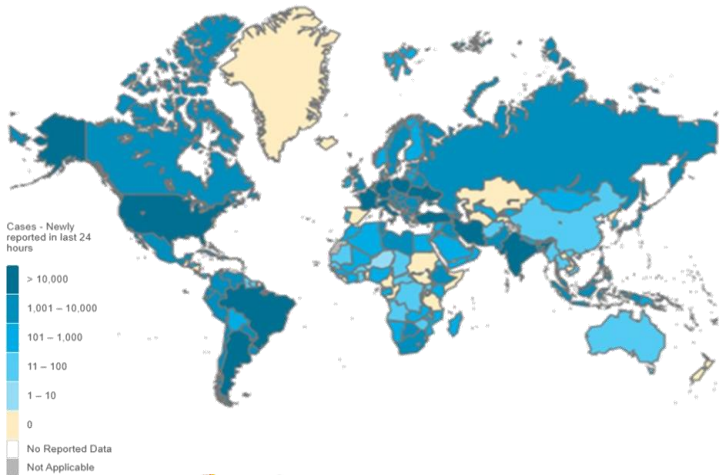 Cases - Newly
reported in last 24
hours
> 10,000
1,001 – 10,000
101 – 1,000
11 – 100
1 – 10
0
No Reported Data
Not Applicable